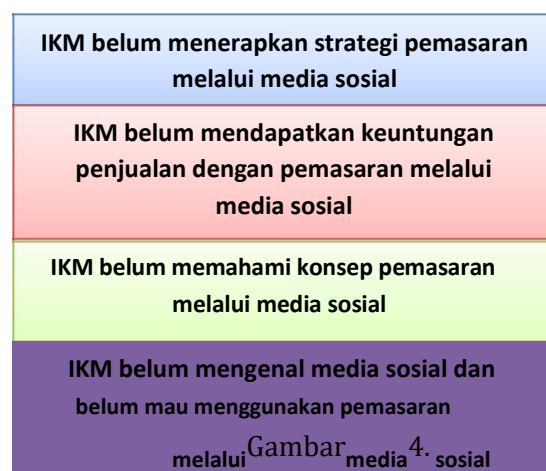 IKM belum menerapkan strategi pemasaran
melalui media sosial
IKM belum mendapatkan keuntungan
penjualan dengan pemasaran melalui
media sosial
IKM belum memahami konsep pemasaran
melalui media sosial
IKM belum mengenal media sosial dan
belum mau menggunakan pemasaran
melalui Gambar media 4. sosial